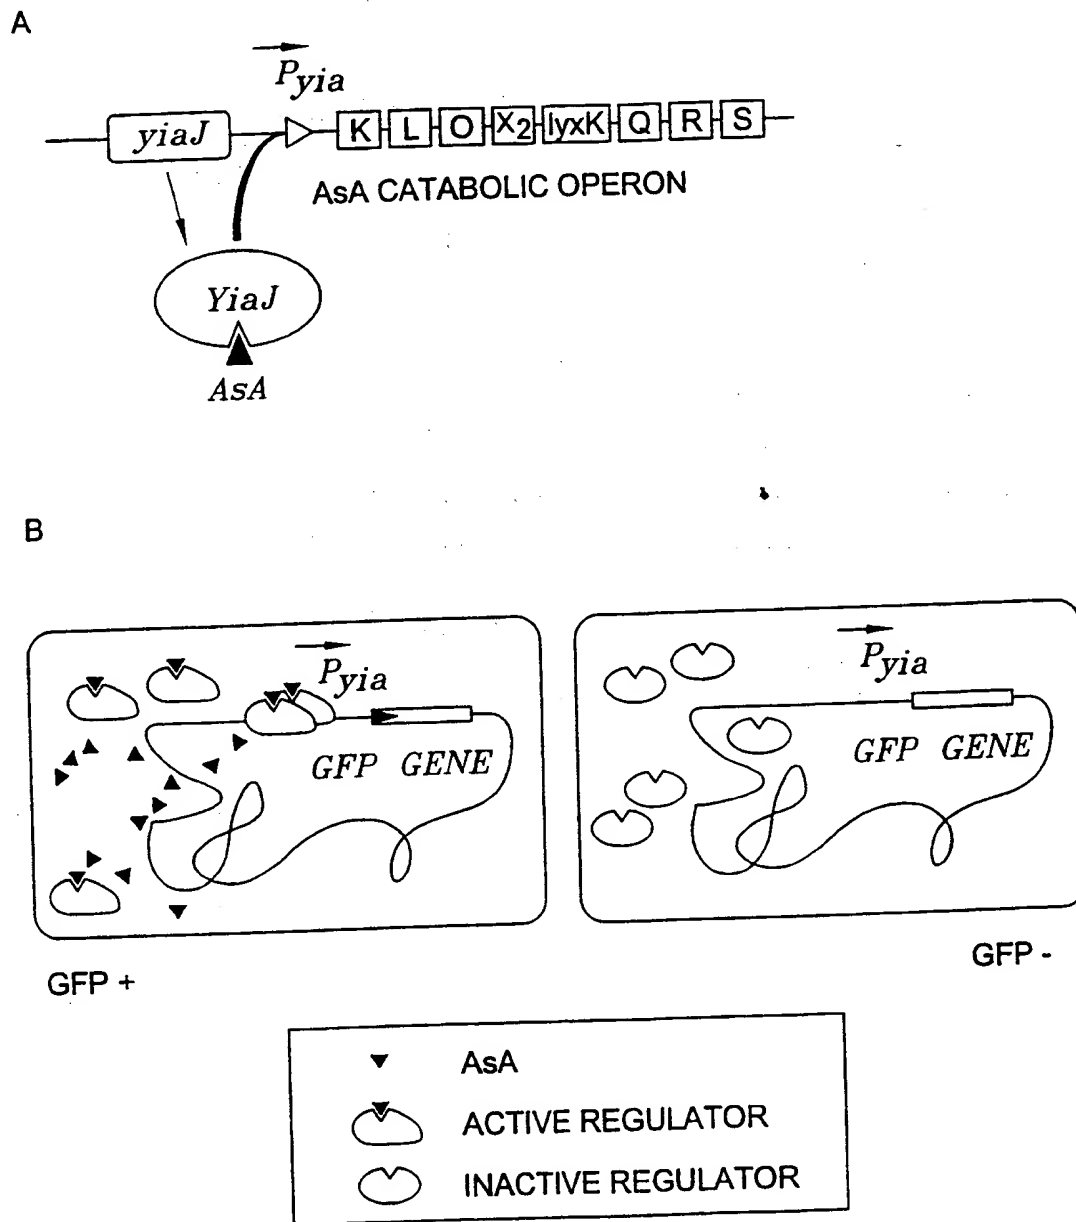 A
Pyia
yiaJ
K L O X2 lyxK Q R S
AsA CATABOLIC OPERON
YiaJ
AsA
B
Pyia
GFP GENE
GFP +
Pyia
GFP GENE
GFP -
AsA
ACTIVE REGULATOR
INACTIVE REGULATOR